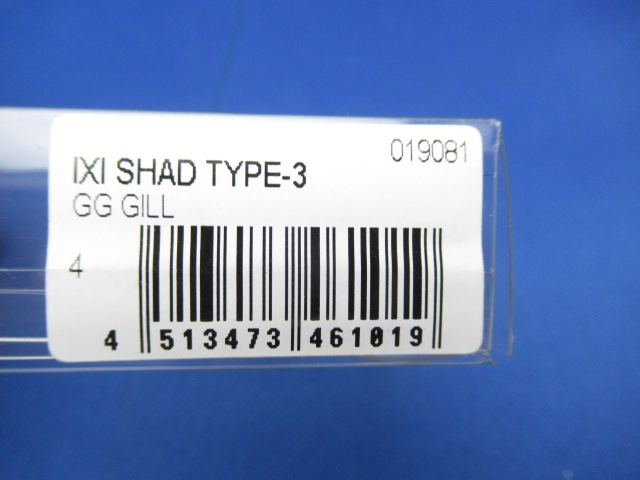 019081
IXI SHAD TYPE-3
GG GILL
4
4 513473 461019